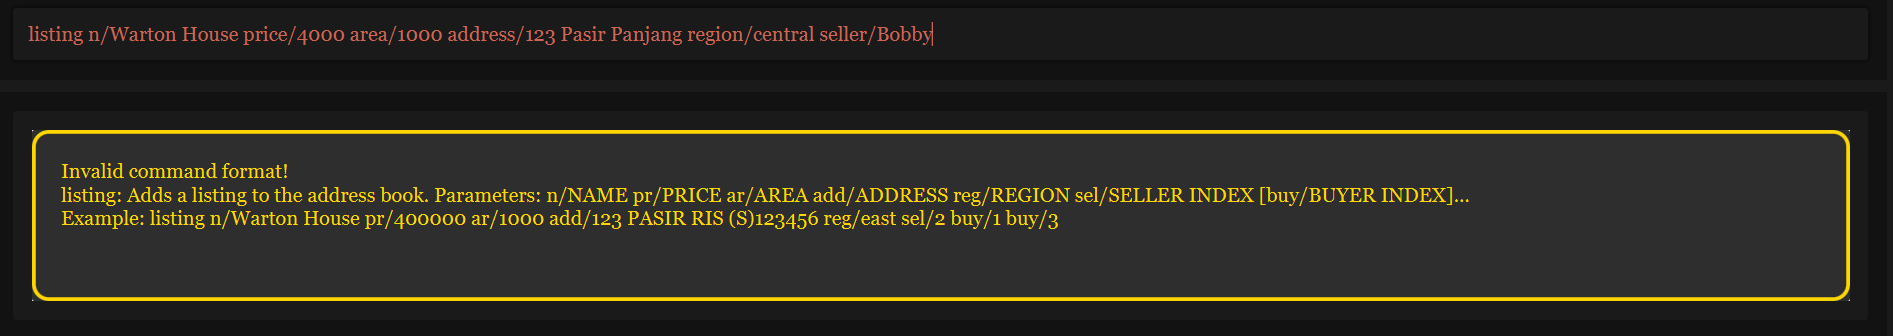 listing n/Warton House price/4000 area/1000 address/123 Pasir Panjang region/central seller/Bobby
Invalid command format!
listing: Adds a listing to the address book. Parameters: n/NAME pr/PRICE ar/AREA add/ADDRESS reg/REGION sel/SELLER INDEX [buy/BUYER INDEX]...
Example: listing n/Warton House pr/400000 ar/1000 add/123 PASIR RIS (S)123456 reg/east sel/2 buy/1 buy/3